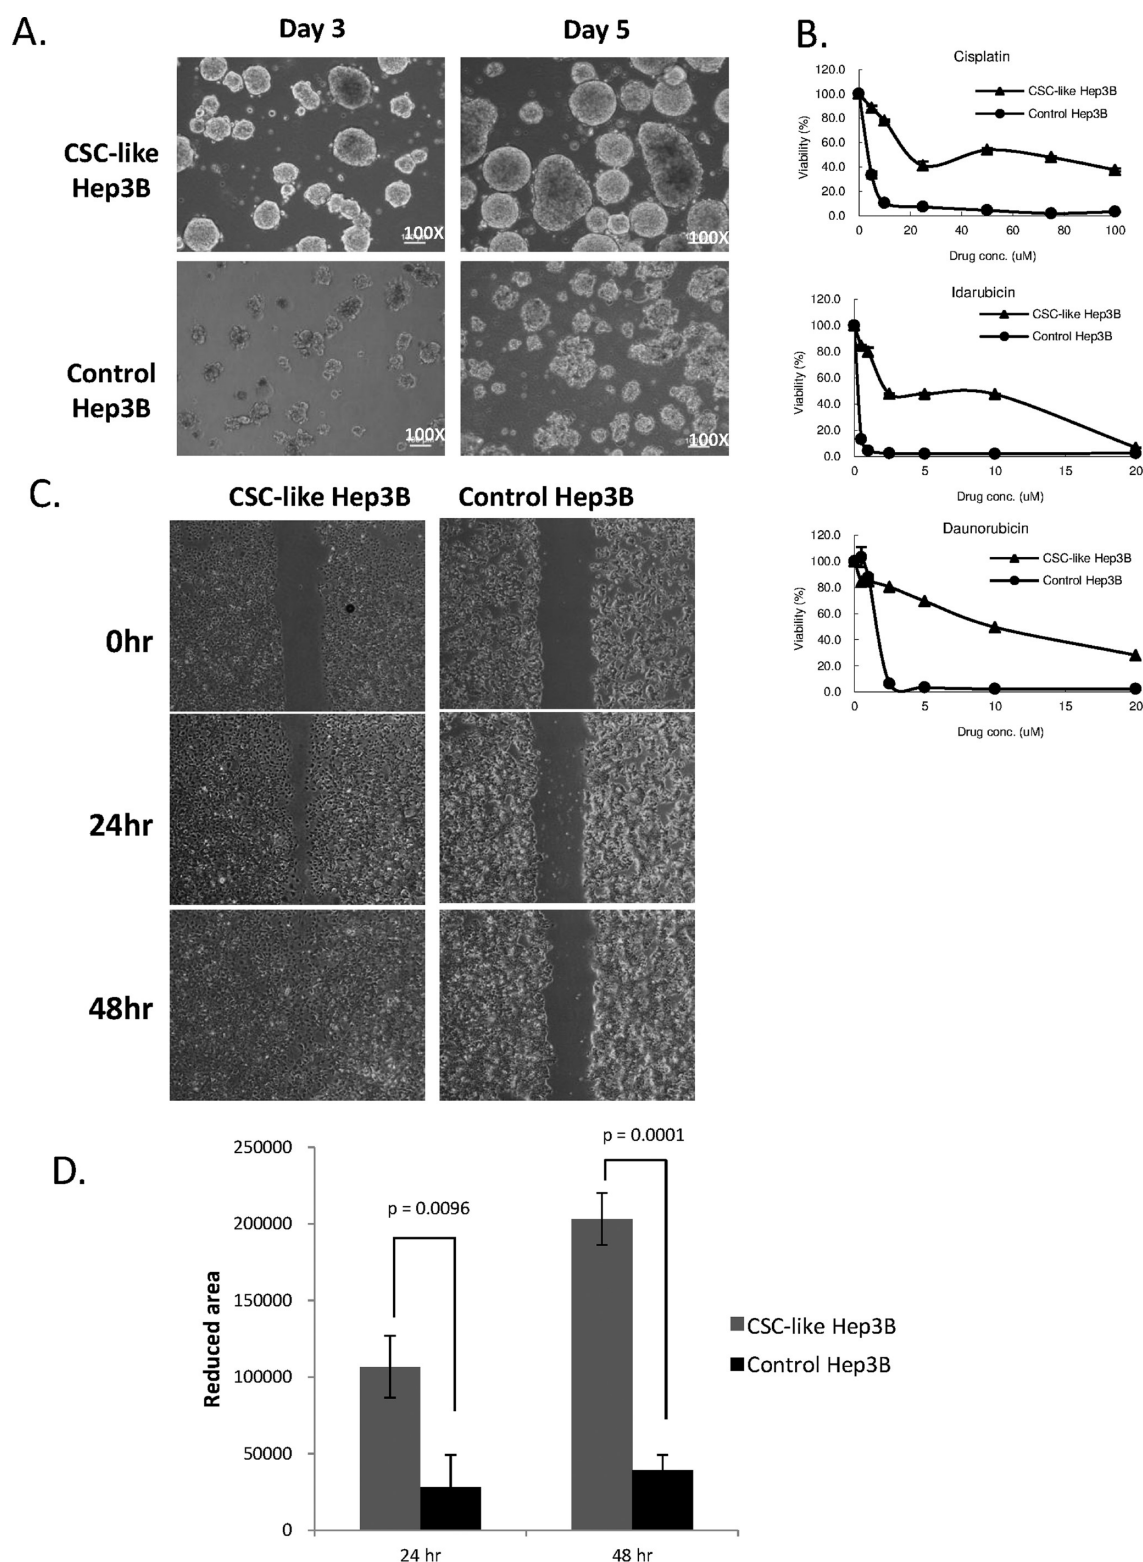 A.
Day 3
Day 5
CSC-like
Hep3B
100X
100X
Control
Hep3B
100X
100X
B.
Cisplatin
120.0
100.0
80.0
60.0
40.0
20.0
0.0
Viability (%)
CSC-like Hep3B
Control Hep3B
0
20
40
60
80
100
Drug conc. (uM)
Idarubicin
120.0
100.0
80.0
60.0
40.0
20.0
0.0
Viability (%)
CSC-like Hep3B
Control Hep3B
0
5
10
15
20
Drug conc. (uM)
Daunorubicin
120.0
100.0
80.0
60.0
40.0
20.0
0.0
Viability (%)
CSC-like Hep3B
Control Hep3B
0
5
10
15
20
Drug conc. (uM)
C.
CSC-like Hep3B
Control Hep3B
0hr
24hr
48hr
D.
250000
200000
150000
100000
50000
0
Reduced area
p = 0.0096
p = 0.0001
CSC-like Hep3B
Control Hep3B
24 hr
48 hr